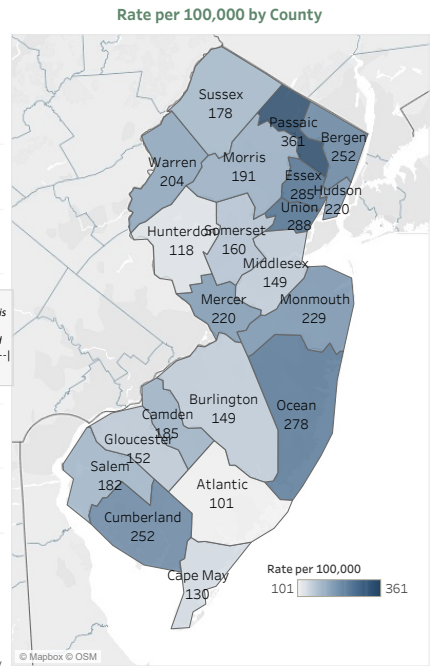 Rate per 100,000 by County
Sussex
178
Passaic
361
Bergen
252
Warren
204
Morris
191
Essex
285
Hudson
220
Union
288
Hunterdon
118
Somerset
160
Middlesex
149
Mercer
220
Monmouth
229
Burlington
149
Ocean
278
Camden
185
Gloucester
152
Salem
182
Atlantic
101
Cumberland
252
Cape May
130
Rate per 100,000
101 361
© Mapbox © OSM
is